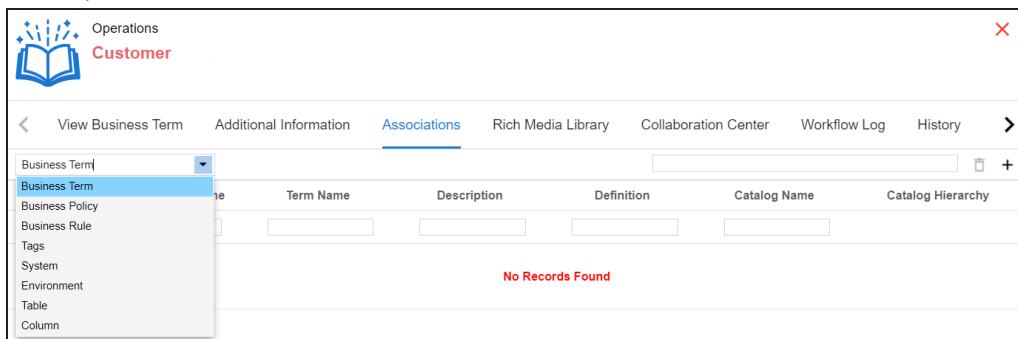 Operations
Customer
View Business Term Additional Information Associations Rich Media Library Collaboration Center Workflow Log History
Business Term
Business Term
Business Policy
Business Rule
Tags
System
Environment
Table
Column
Term Name Description Definition Catalog Name Catalog Hierarchy
No Records Found